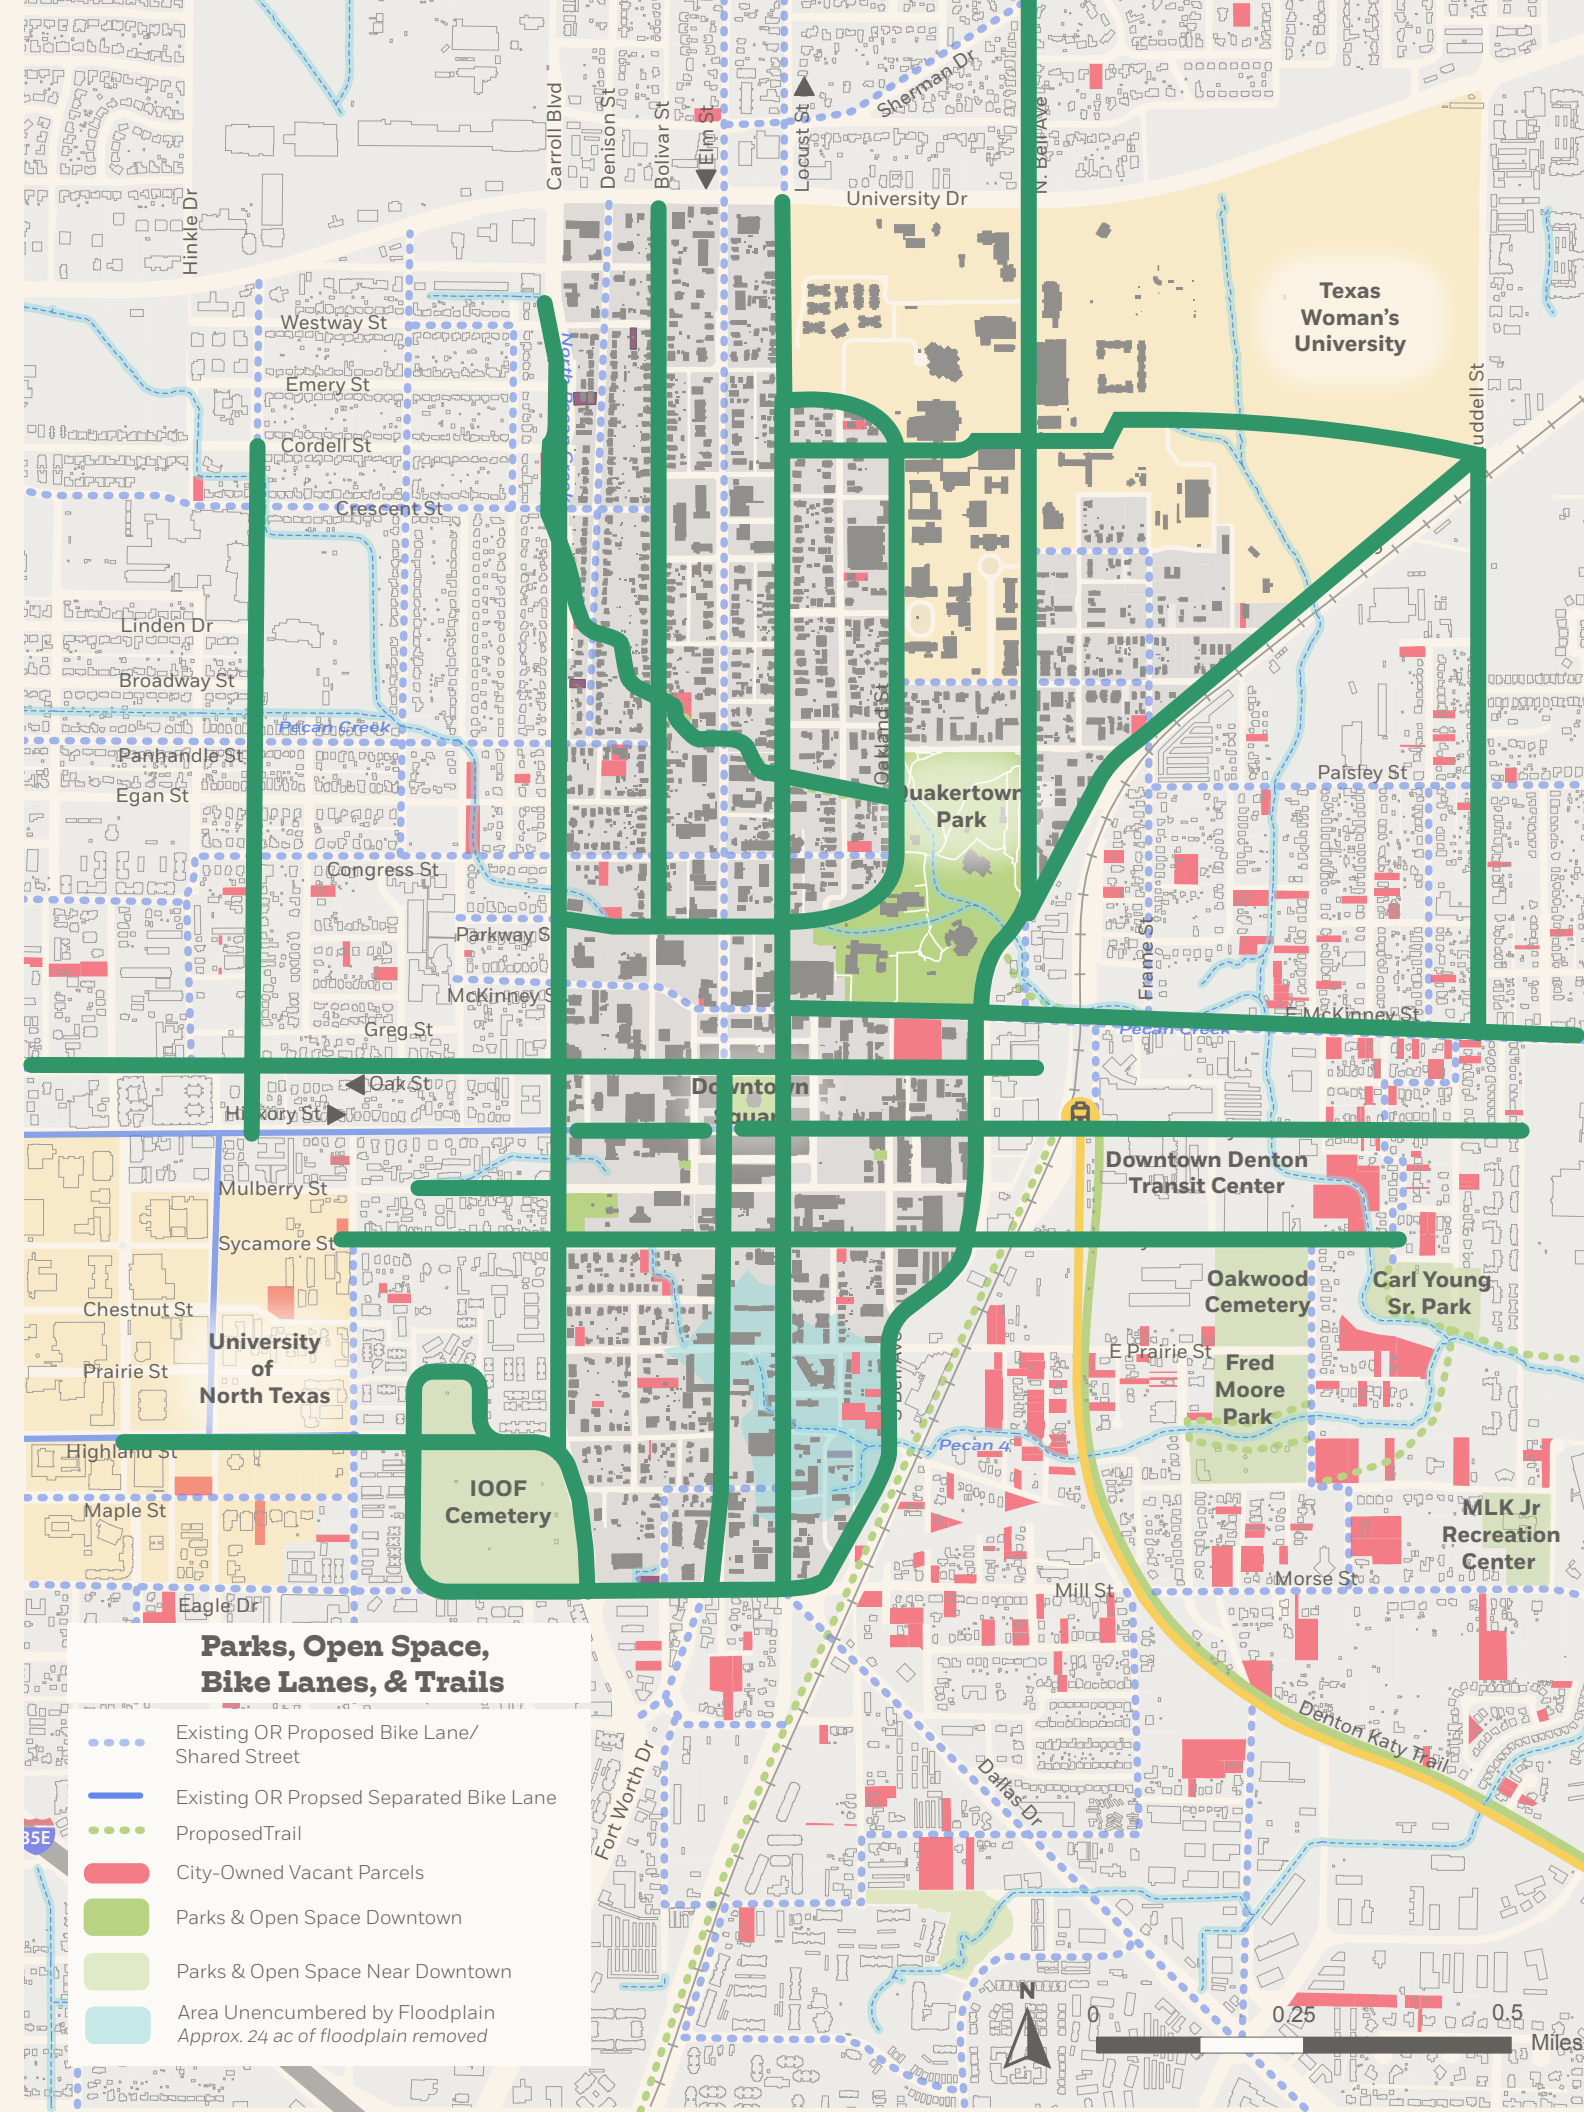 Sherman Dr
Carroll Blvd
Denison St
Bolivar St
Elm St
Locust St
N. Bell Ave
Hinkle Dr
University Dr
Texas
Woman's
University
Westway St
Emery St
Cordell St
Crescent St
uddell St
Linden Dr
Broadway St
Pecan Creek
Panhandle St
Egan St
Oakland St
Paisley St
uakertown
Park
Congress St
Parkway S
McKinney S
Frame St
E McKinney St
Pecan Creek
Greg St
Oak St
Hickory St
Downtown
Squar
Downtown Denton
Transit Center
Mulberry St
Sycamore St
Oakwood
Cemetery
Carl Young
Sr. Park
Chestnut St
University
of
North Texas
Prairie St
E Prairie St
Fred
Moore
Park
Highland St
Pecan 4
IOOF
Cemetery
Maple St
MLK Jr
Recreation
Center
Morse St
Mill St
Eagle Dr
Denton Katy Trail
Dallas Dr
Fort Worth Dr
Parks, Open Space,
Bike Lanes, & Trails
Existing OR Proposed Bike Lane/
Shared Street
Existing OR Propsed Separated Bike Lane
ProposedTrail
City-Owned Vacant Parcels
Parks & Open Space Downtown
Parks & Open Space Near Downtown
Area Unencumbered by Floodplain
Approx. 24 ac of floodplain removed
35E
N
0
0.25
0.5
Miles